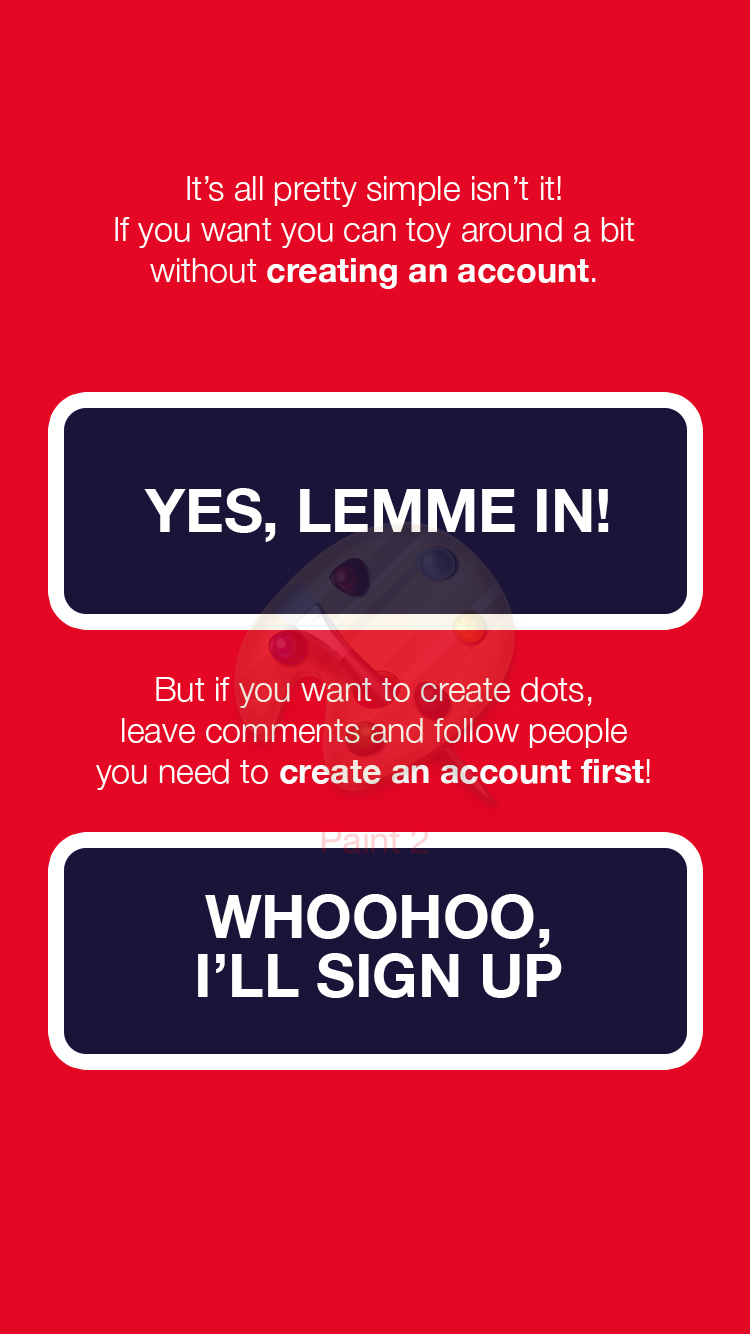 It’s all pretty simple isn’t it!
If you want you can toy around a bit
without creating an account.
YES, LEMME IN!
But if you want to create dots,
leave comments and follow people
you need to create an account first!
Paint 2
WHOOHOO,
I’LL SIGN UP